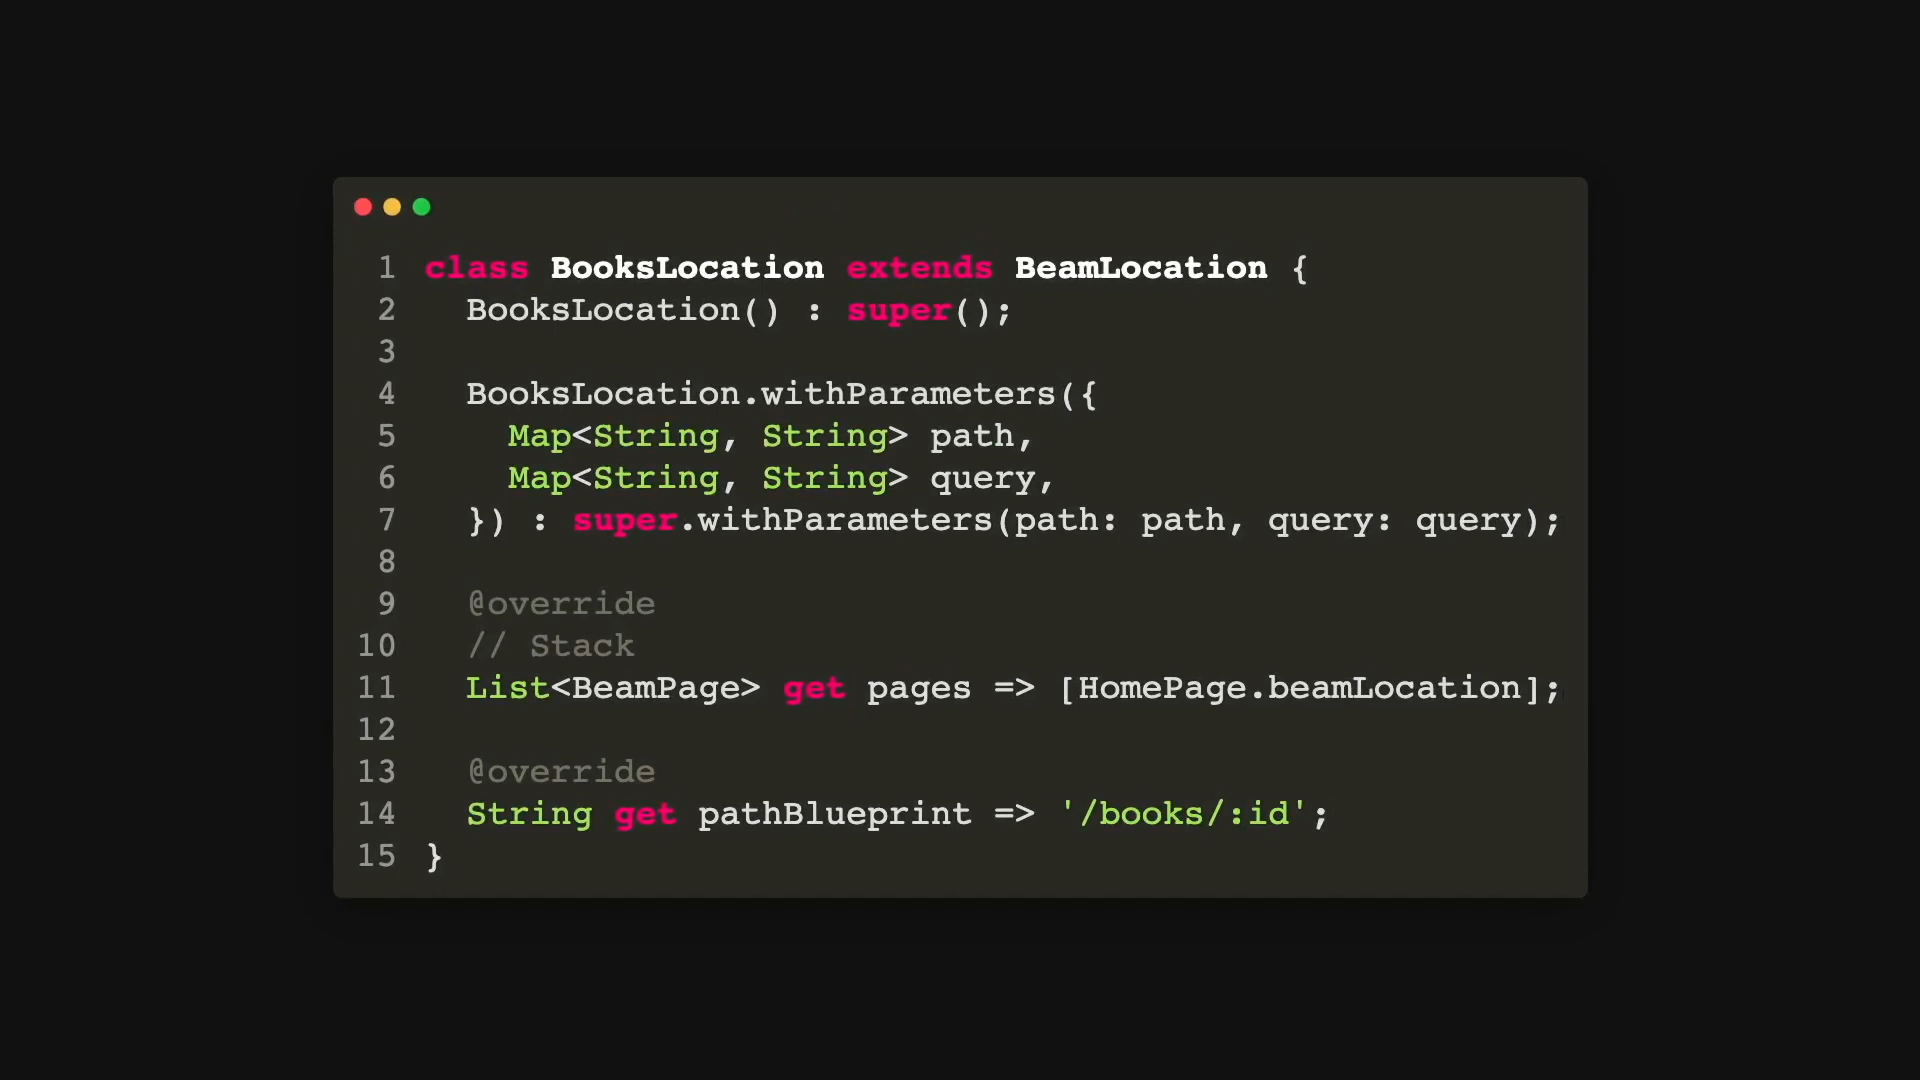 1 class BooksLocation extends BeamLocation {
2   BooksLocation() : super();
3
4   BooksLocation.withParameters({
5     Map<String, String> path,
6     Map<String, String> query,
7   }) : super.withParameters(path: path, query: query);
8
9   @override
10   // Stack
11   List<BeamPage> get pages => [HomePage.beamLocation];
12
13   @override
14   String get pathBlueprint => '/books/:id';
15 }